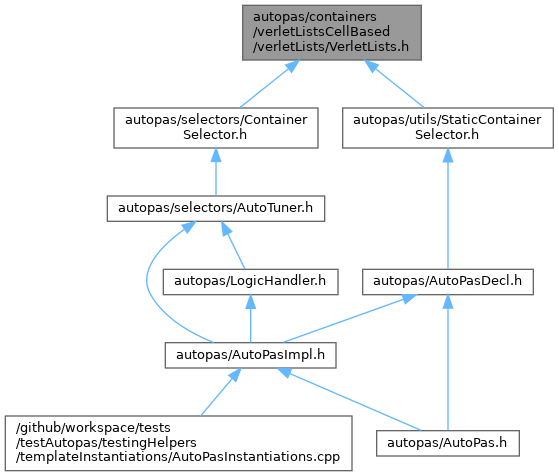 autopas/containers
/verletListsCellBased
/verletLists/VerletLists.h
autopas/selectors/Container
Selector.h
autopas/utils/StaticContainer
Selector.h
autopas/selectors/AutoTuner.h
autopas/LogicHandler.h
autopas/AutoPasDecl.h
autopas/AutoPasImpl.h
/github/workspace/tests
/testAutopas/testingHelpers
/templateInstantiations/AutoPasInstantiations.cpp
autopas/AutoPas.h